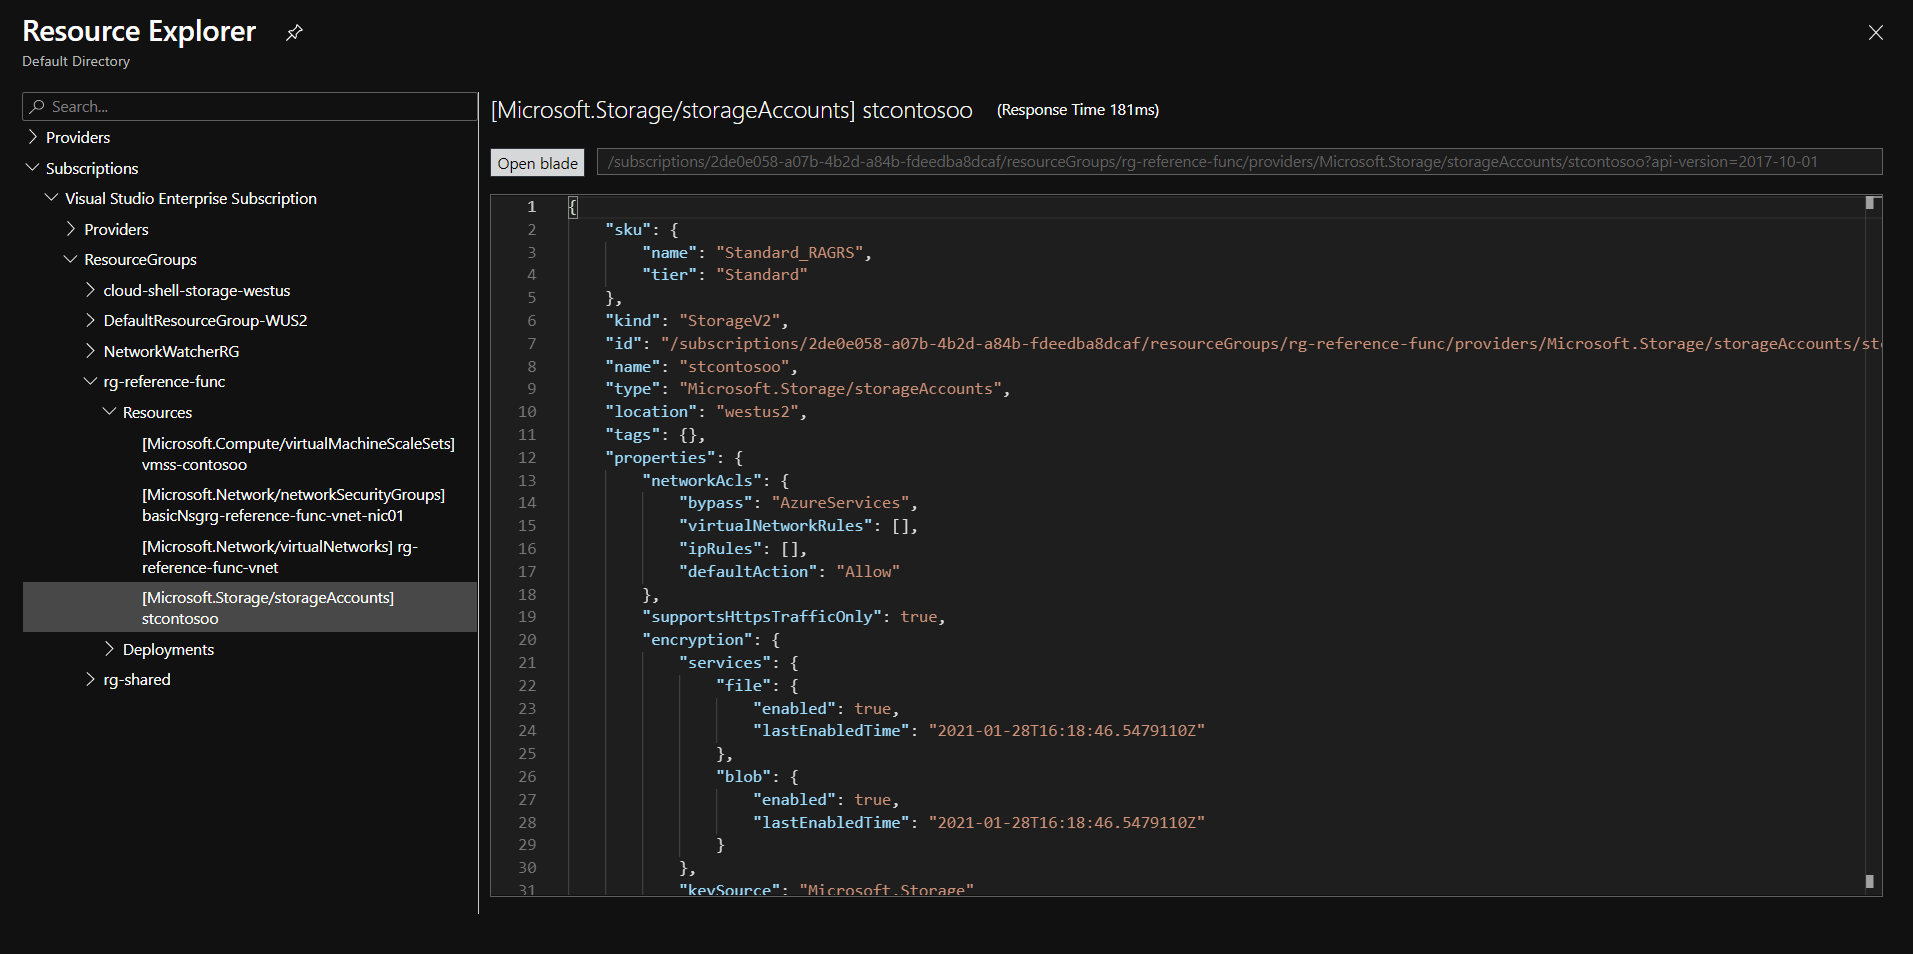 Resource Explorer
Default Directory
Search...
Providers
Subscriptions
Visual Studio Enterprise Subscription
Providers
ResourceGroups
cloud-shell-storage-westus
DefaultResourceGroup-WUS2
NetworkWatcherRG
rg-reference-func
Resources
[Microsoft.Compute/virtualMachineScaleSets]
vmss-contosoo
[Microsoft.Network/networkSecurityGroups]
basicNsgrg-reference-func-vnet-nic01
[Microsoft.Network/virtualNetworks] rg-
reference-func-vnet
[Microsoft.Storage/storageAccounts]
stcontosoo
Deployments
rg-shared
[Microsoft.Storage/storageAccounts] stcontosoo (Response Time 181ms)
Open blade /subscriptions/2de0e058-a07b-4b2d-a84b-fdeedba8dcaf/resourceGroups/rg-reference-func/providers/Microsoft.Storage/storageAccounts/stcontosoo?api-version=2017-10-01
1 {
2 "sku": {
3 "name": "Standard_RAGRS",
4 "tier": "Standard"
5 },
6 "kind": "StorageV2",
7 "id": "/subscriptions/2de0e058-a07b-4b2d-a84b-fdeedba8dcaf/resourceGroups/rg-reference-func/providers/Microsoft.Storage/storageAccounts/stc
8 "name": "stcontosoo",
9 "type": "Microsoft.Storage/storageAccounts",
10 "location": "westus2",
11 "tags": {},
12 "properties": {
13 "networkAcls": {
14 "bypass": "AzureServices",
15 "virtualNetworkRules": [],
16 "ipRules": [],
17 "defaultAction": "Allow"
18 },
19 "supportsHttpsTrafficOnly": true,
20 "encryption": {
21 "services": {
22 "file": {
23 "enabled": true,
24 "lastEnabledTime": "2021-01-28T16:18:46.5479110Z"
25 },
26 "blob": {
27 "enabled": true,
28 "lastEnabledTime": "2021-01-28T16:18:46.5479110Z"
29 }
30 },
31 "keySource": "Microsoft.Storage"